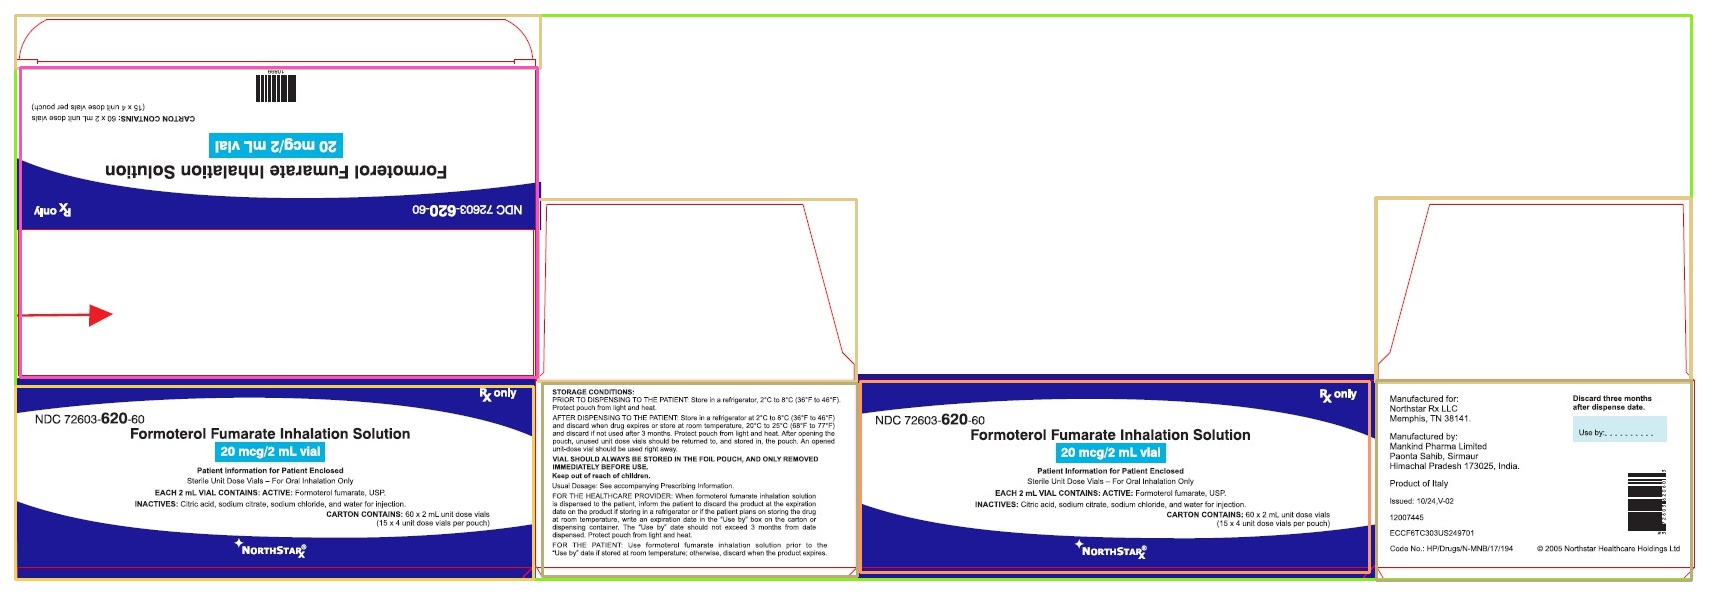 10899
(15 x 4 unit dose vials per pouch)
CARTON CONTAINS: 60 x 2 mL unit dose vials
20 mcg/2 mL vial
Formoterol Fumarate Inhalation Solution
Rx only
NDC 72603-620-60
Rx only
NDC 72603-620-60
Formoterol Fumarate Inhalation Solution
20 mcg/2 mL vial
Patient Information for Patient Enclosed
Sterile Unit Dose Vials – For Oral Inhalation Only
EACH 2 mL VIAL CONTAINS: ACTIVE: Formoterol fumarate, USP.
INACTIVES: Citric acid, sodium citrate, sodium chloride, and water for injection.
CARTON CONTAINS: 60 x 2 mL unit dose vials
(15 x 4 unit dose vials per pouch)
NORTHSTARx®
STORAGE CONDITIONS:
PRIOR TO DISPENSING TO THE PATIENT: Store in a refrigerator, 2°C to 8°C (36°F to 46°F).
Protect pouch from light and heat.
AFTER DISPENSING TO THE PATIENT: Store in a refrigerator at 2°C to 8°C (36°F to 46°F)
and discard when drug expires or store at room temperature, 20°C to 25°C (68°F to 77°F)
and discard if not used after 3 months. Protect pouch from light and heat. After opening the
pouch, unused unit dose vials should be returned to, and stored in, the pouch. An opened
unit-dose vial should be used right away.
VIAL SHOULD ALWAYS BE STORED IN THE FOIL POUCH, AND ONLY REMOVED
IMMEDIATELY BEFORE USE.
Keep out of reach of children.
Usual Dosage: See accompanying Prescribing Information.
FOR THE HEALTHCARE PROVIDER: When formoterol fumarate inhalation solution
is dispensed to the patient, inform the patient to discard the product at the expiration
date on the product if storing in a refrigerator or if the patient plans on storing the drug
at room temperature, write an expiration date in the "Use by" box on the carton or
dispensing container. The "Use by" date should not exceed 3 months from date
dispensed. Protect pouch from light and heat.
FOR THE PATIENT: Use formoterol fumarate inhalation solution prior to the
"Use by" date if stored at room temperature; otherwise, discard when the product expires.
Rx only
NDC 72603-620-60
Formoterol Fumarate Inhalation Solution
20 mcg/2 mL vial
Patient Information for Patient Enclosed
Sterile Unit Dose Vials – For Oral Inhalation Only
EACH 2 mL VIAL CONTAINS: ACTIVE: Formoterol fumarate, USP.
INACTIVES: Citric acid, sodium citrate, sodium chloride, and water for injection.
CARTON CONTAINS: 60 x 2 mL unit dose vials
(15 x 4 unit dose vials per pouch)
NORTHSTARx®
Manufactured for:
Northstar Rx LLC
Memphis, TN 38141.
Manufactured by:
Mankind Pharma Limited
Paonta Sahib, Sirmaur
Himachal Pradesh 173025, India.
Product of Italy
Issued: 10/24,V-02
12007445
ECCF6TC303US249701
Code No.: HP/Drugs/N-MNB/17/194
Discard three months
after dispense date.
Use by:. . . . . . . . . .
© 2005 Northstar Healthcare Holdings Ltd